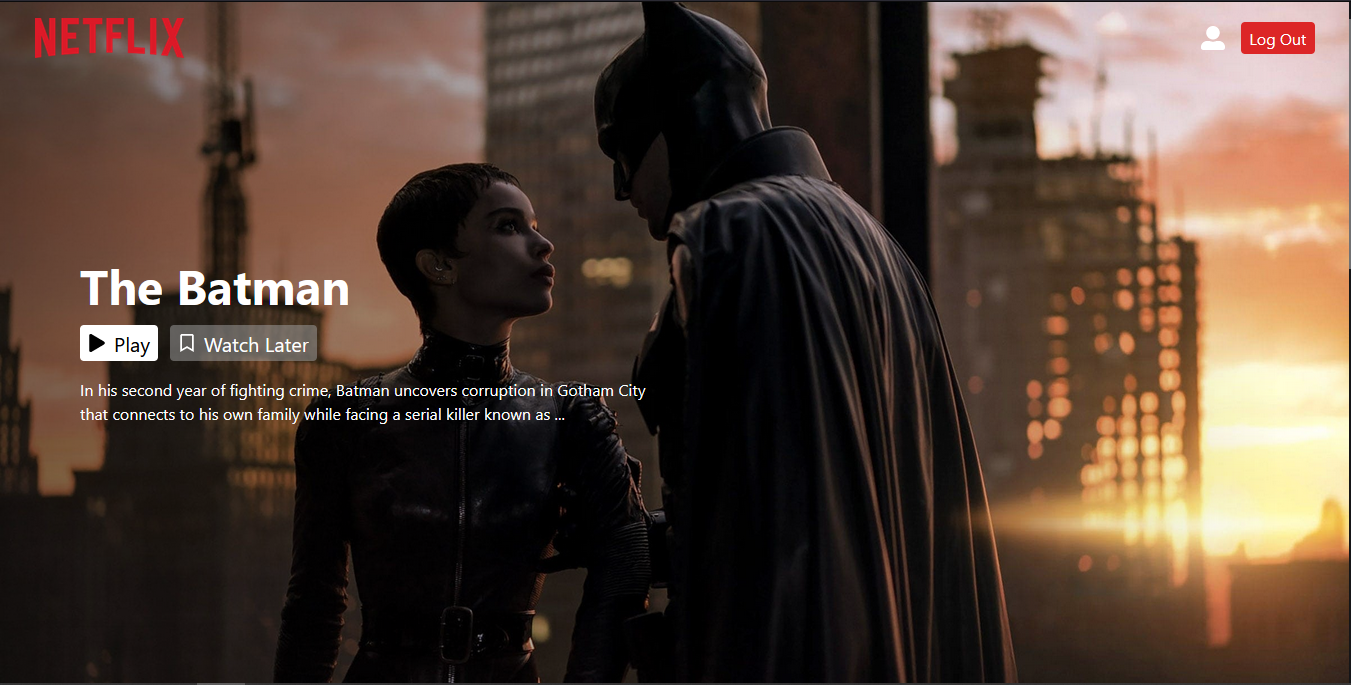 NETFLIX
Log Out
The Batman
Play
Watch Later
In his second year of fighting crime, Batman uncovers corruption in Gotham City
that connects to his own family while facing a serial killer known as ...